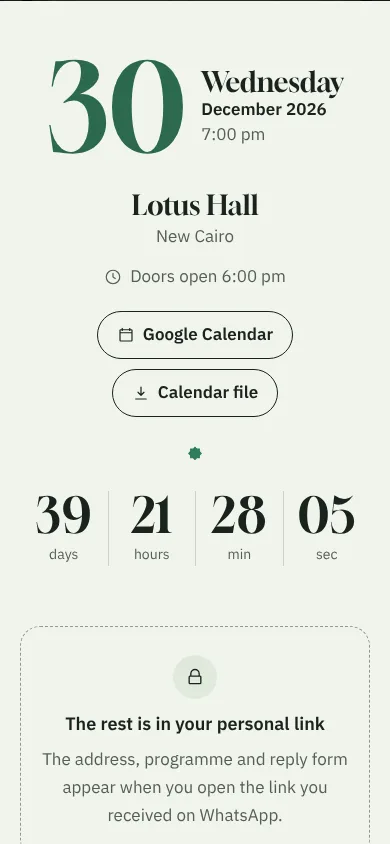 30
Wednesday
December 2026
7:00 pm
Lotus Hall
New Cairo
Doors open 6:00 pm
Google Calendar
Calendar file
39 21 28 05
days hours min sec
The rest is in your personal link
The address, programme and reply form
appear when you open the link you
received on WhatsApp.